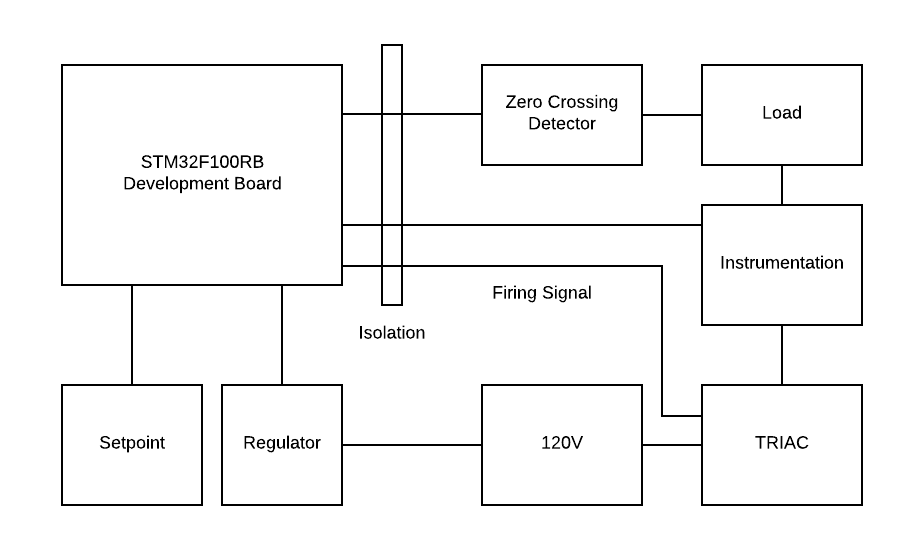 STM32F100RB
Development Board
Zero Crossing
Detector
Load
Instrumentation
Firing Signal
Isolation
Setpoint
Regulator
120V
TRIAC